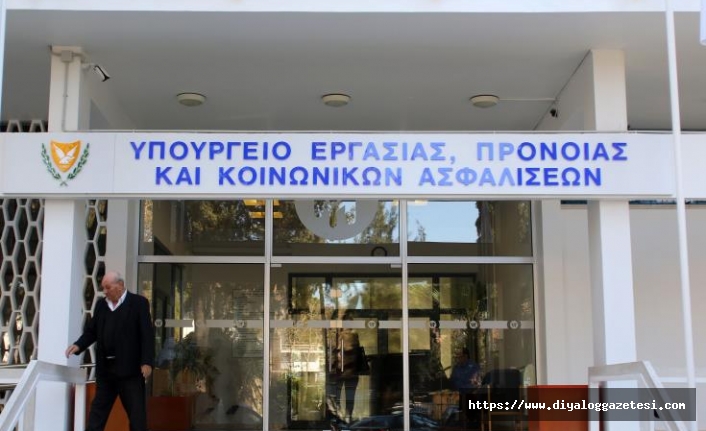 ΥΠΟΥΡΓΕΙΟ ΕΡΓΑΣΙΑΣ, ΠΡΟΝΟΙΑΣ
ΚΑΙ ΚΟΙΝΩΝΙΚΩΝ ΑΣΦΑΛΙΣΕΩΝ
https://www.diyaloggazetesi.com/